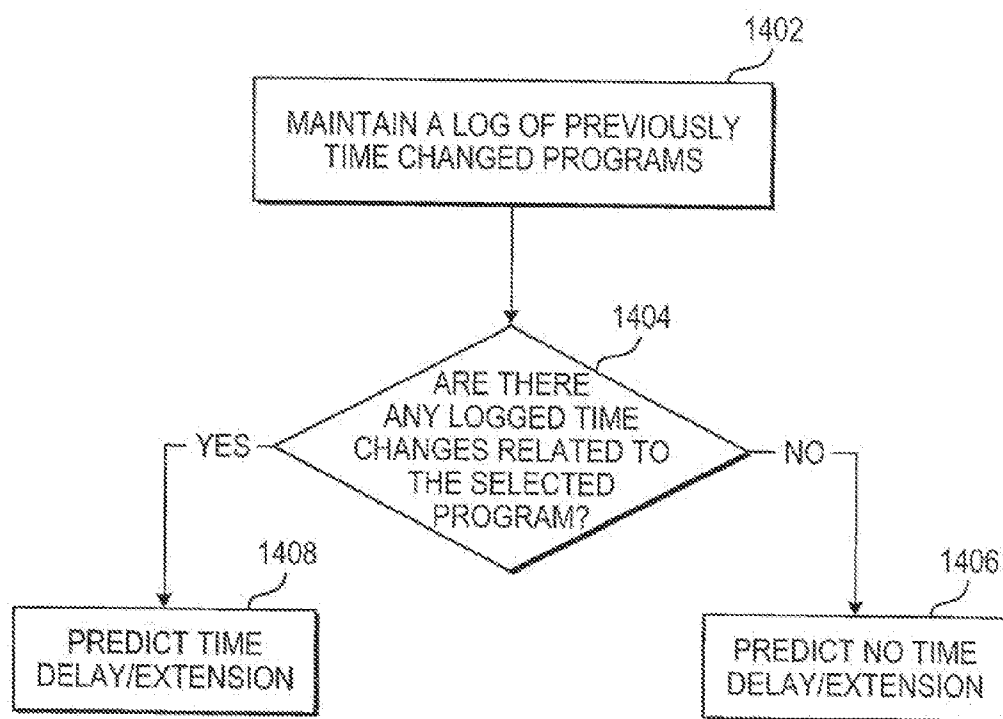 1402
MAINTAIN A LOG OF PREVIOUSLY
TIME CHANGED PROGRAMS
1404
ARE THERE
ANY LOGGED TIME
CHANGES RELATED TO
THE SELECTED
PROGRAM?
YES
NO
1408
PREDICT TIME
DELAY/EXTENSION
1406
PREDICT NO TIME
DELAY/EXTENSION